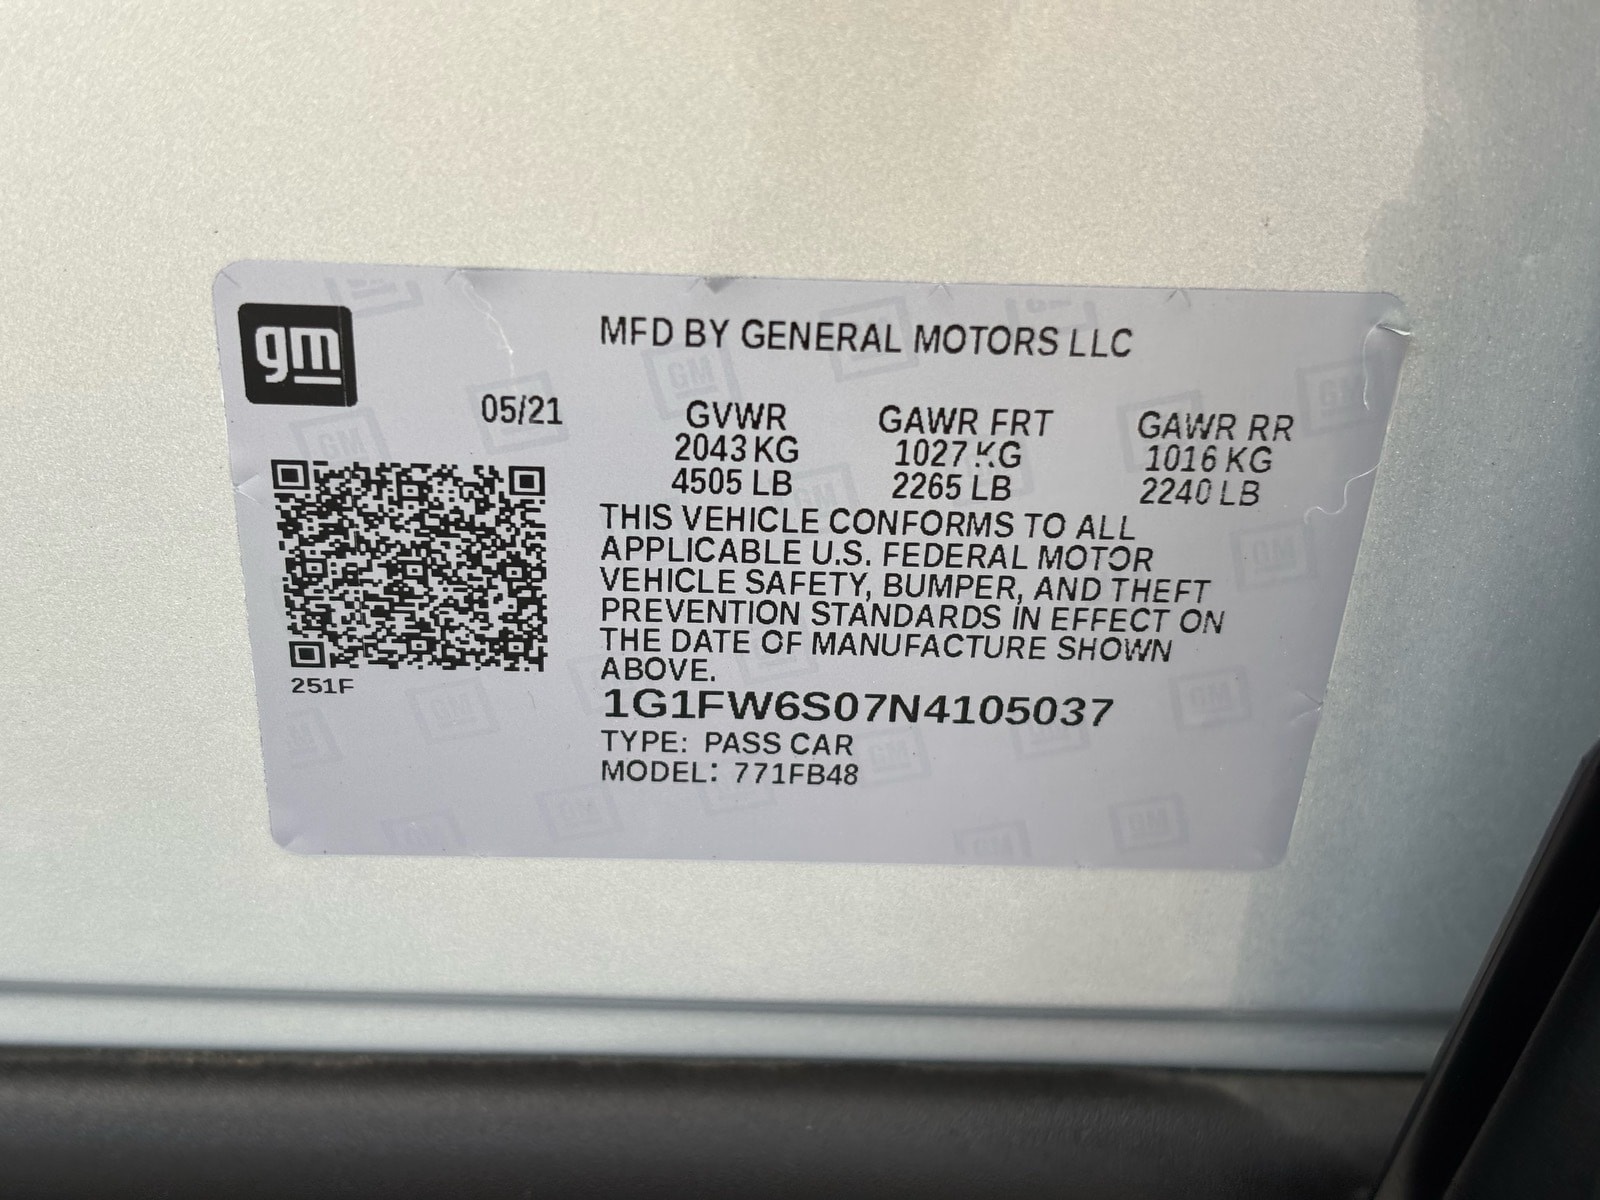 gm
MFD BY GENERAL MOTORS LLC
05/21
GVWR GAWR FRT GAWR RR
2043 KG 1027 KG 1016 KG
4505 LB 2265 LB 2240 LB
THIS VEHICLE CONFORMS TO ALL
APPLICABLE U.S. FEDERAL MOTOR
VEHICLE SAFETY, BUMPER, AND THEFT
PREVENTION STANDARDS IN EFFECT ON
THE DATE OF MANUFACTURE SHOWN
ABOVE.
251F
1G1FW6S07N4105037
TYPE: PASS CAR
MODEL: 771FB48